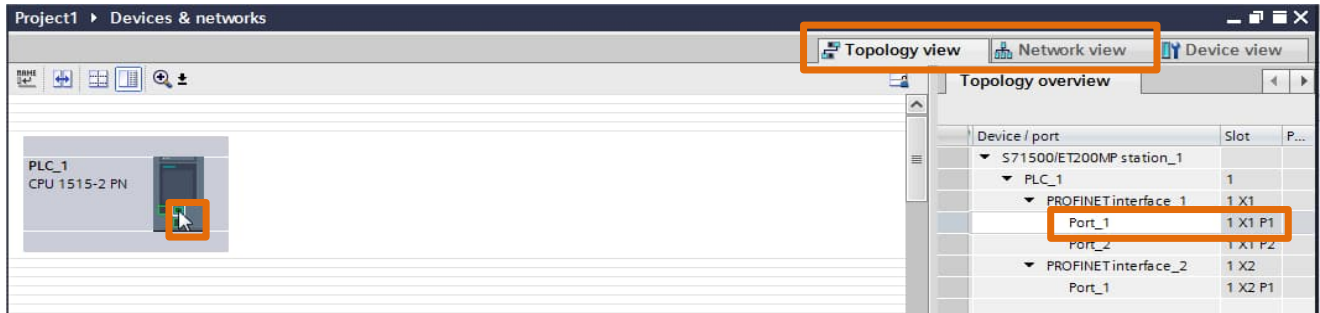 Project1 ▸ Devices & networks
Topology view Network view Device view
Topology overview
Device / port Slot P...
S71500/ET200MP station_1
PLC_1 1
PROFINET interface_1 1 X1
Port_1 1 X1 P1
Port_2 1 X1 P2
PROFINET interface_2 1 X2
Port_1 1 X2 P1
PLC_1
CPU 1515-2 PN